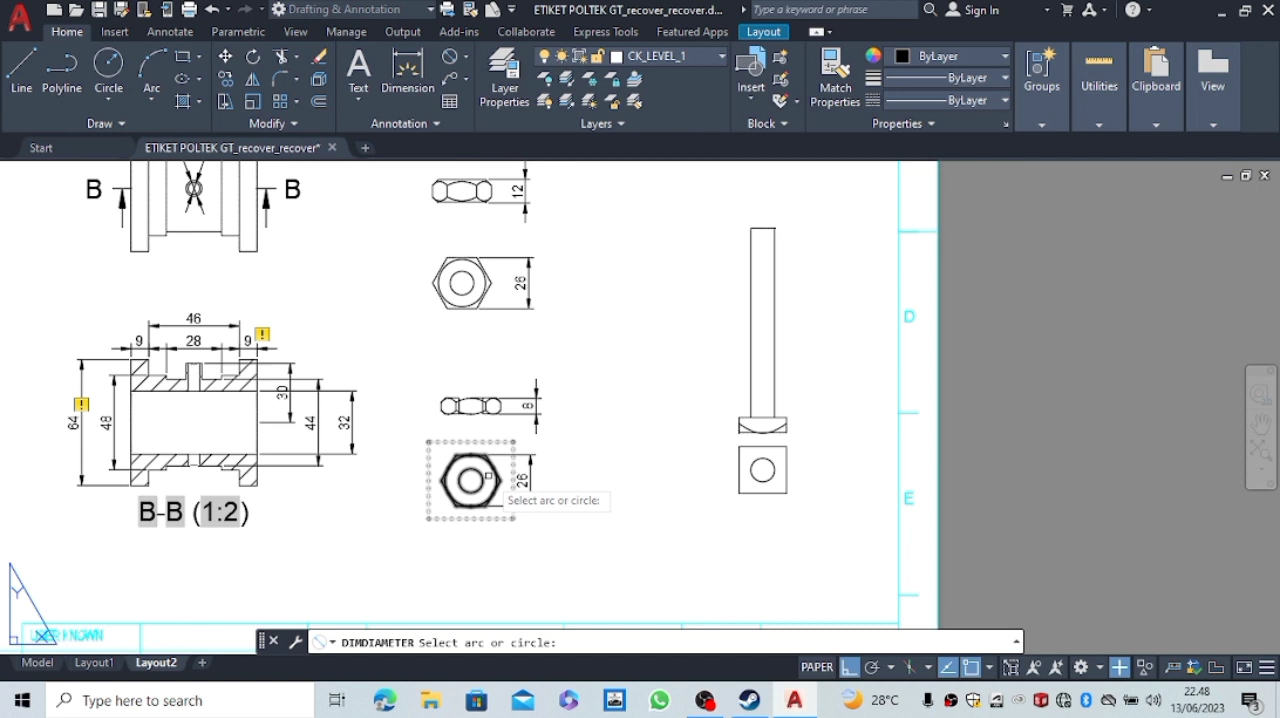 Drafting & Annotation
ETIKET POLTEK GT_recover_recover.d...
Type a keyword or phrase
Sign In
Home Insert Annotate Parametric View Manage Output Add-ins Collaborate Express Tools Featured Apps Layout
Line Polyline Circle Arc
Text Dimension
Layer Properties
CK_LEVEL_1
Insert
Match Properties
ByLayer
ByLayer
ByLayer
Groups Utilities Clipboard View
Draw Modify Annotation Layers Block Properties
Start ETIKET POLTEK GT_recover_recover*
B B
12
26
46
9 28 9
64 48 30 44 32
8
26
Select arc or circle:
B-B (1:2)
D
E
Y
X
DIMDIAMETER Select arc or circle:
Model Layout1 Layout2
PAPER
Type here to search
28°C
22.48
13/06/2023
3